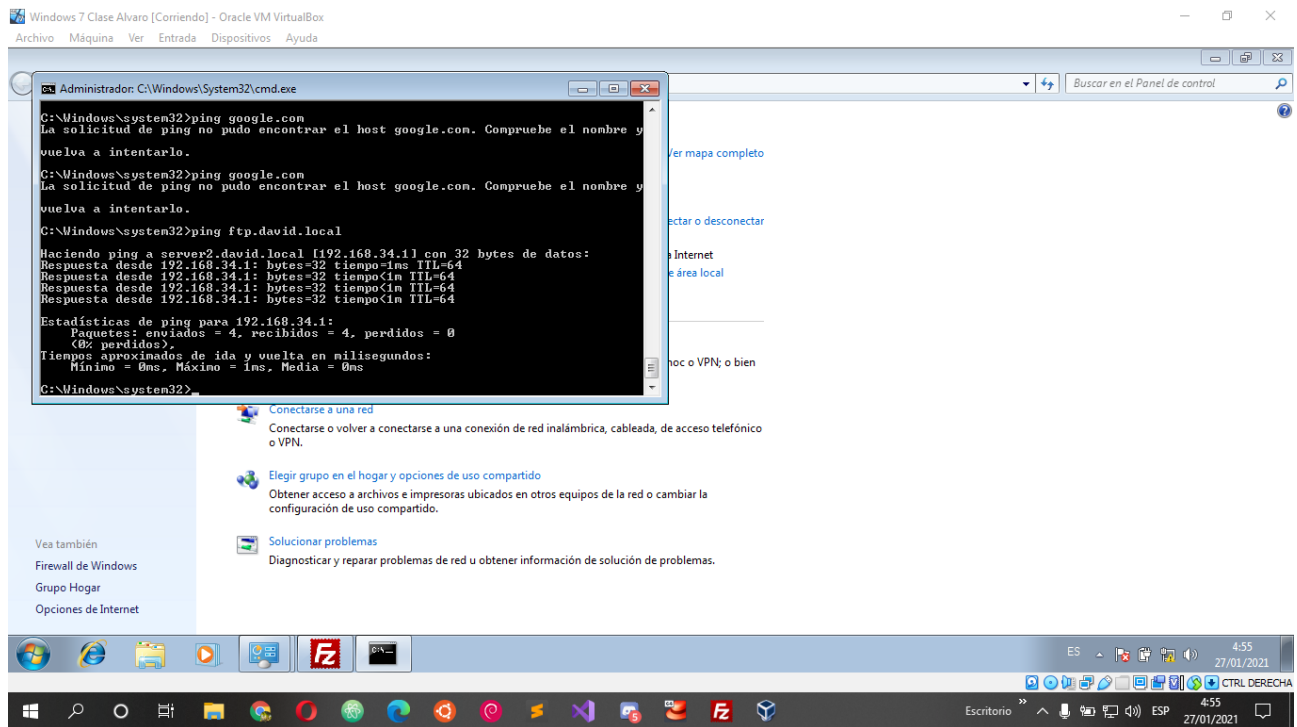 Windows 7 Clase Alvaro [Corriendo] - Oracle VM VirtualBox
Archivo Máquina Ver Entrada Dispositivos Ayuda
Buscar en el Panel de control
Administrador: C:\Windows\System32\cmd.exe
C:\Windows\system32>ping google.com
La solicitud de ping no pudo encontrar el host google.com. Compruebe el nombre y
vuelva a intentarlo.
C:\Windows\system32>ping google.com
La solicitud de ping no pudo encontrar el host google.com. Compruebe el nombre y
vuelva a intentarlo.
C:\Windows\system32>ping ftp.david.local
Haciendo ping a server2.david.local [192.168.34.1] con 32 bytes de datos:
Respuesta desde 192.168.34.1: bytes=32 tiempo=1ms TTL=64
Respuesta desde 192.168.34.1: bytes=32 tiempo<1m TTL=64
Respuesta desde 192.168.34.1: bytes=32 tiempo<1m TTL=64
Respuesta desde 192.168.34.1: bytes=32 tiempo<1m TTL=64
Estadísticas de ping para 192.168.34.1:
Paquetes: enviados = 4, recibidos = 4, perdidos = 0
(0% perdidos),
Tiempos aproximados de ida y vuelta en milisegundos:
Mínimo = 0ms, Máximo = 1ms, Media = 0ms
C:\Windows\system32>_
Ver mapa completo
ectar o desconectar
Internet
área local
hoc o VPN; o bien
Conectarse a una red
Conectarse o volver a conectarse a una conexión de red inalámbrica, cableada, de acceso telefónico
o VPN.
Elegir grupo en el hogar y opciones de uso compartido
Obtener acceso a archivos e impresoras ubicados en otros equipos de la red o cambiar la
configuración de uso compartido.
Solucionar problemas
Diagnosticar y reparar problemas de red u obtener información de solución de problemas.
Vea también
Firewall de Windows
Grupo Hogar
Opciones de Internet
ES
4:55
27/01/2021
CTRL DERECHA
Escritorio
ESP
4:55
27/01/2021